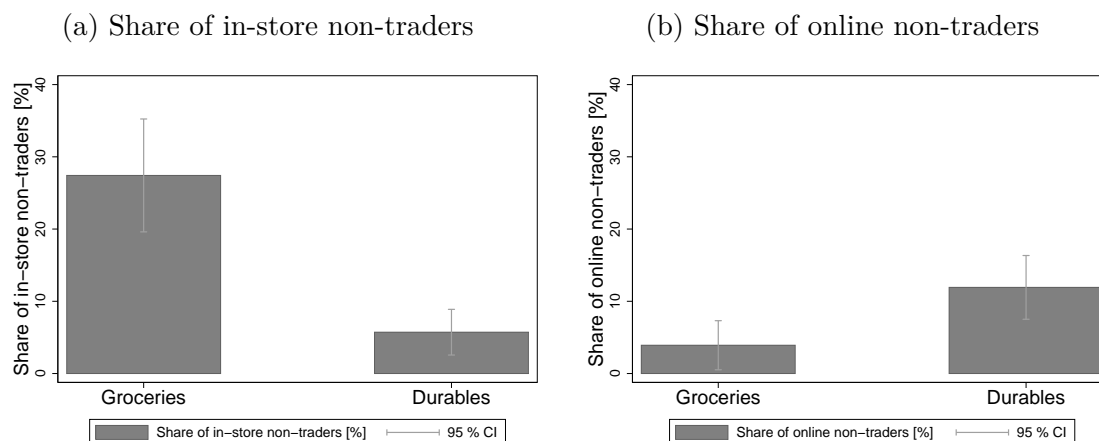 (a) Share of in-store non-traders
Share of in−store non−traders [%]
40
30
20
10
0
Groceries Durables
Share of in−store non−traders [%] 95 % CI
(b) Share of online non-traders
Share of online non−traders [%]
40
30
20
10
0
Groceries Durables
Share of online non−traders [%] 95 % CI